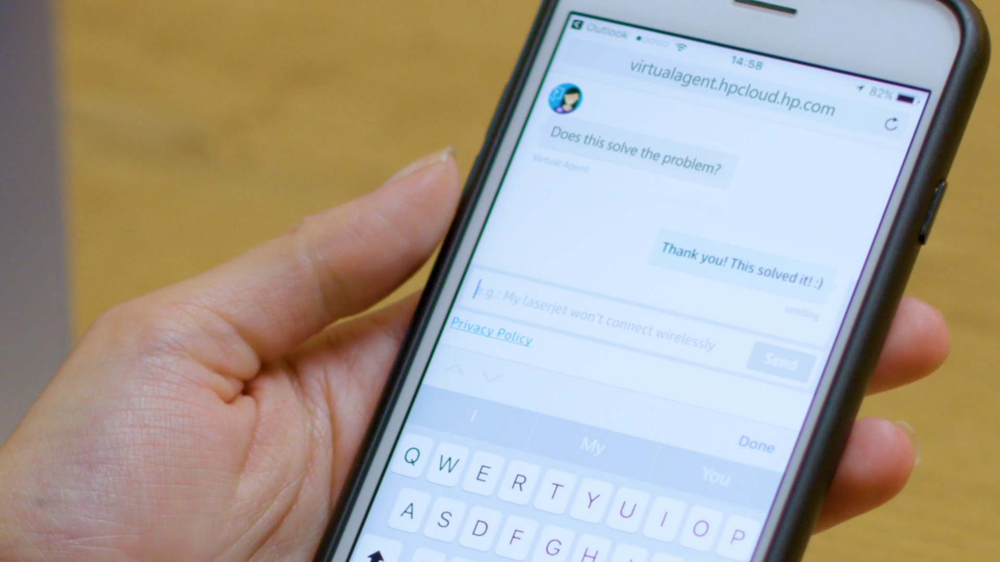 Outlook
14:58
82%
virtualagent.hpcloud.hp.com
Does this solve the problem?
Virtual Agent
Thank you! This solved it! :)
sending
e.g.: My laserjet won't connect wirelessly
Send
Privacy Policy
Done
I My You
Q W E R T Y U I O P
A S D F G H